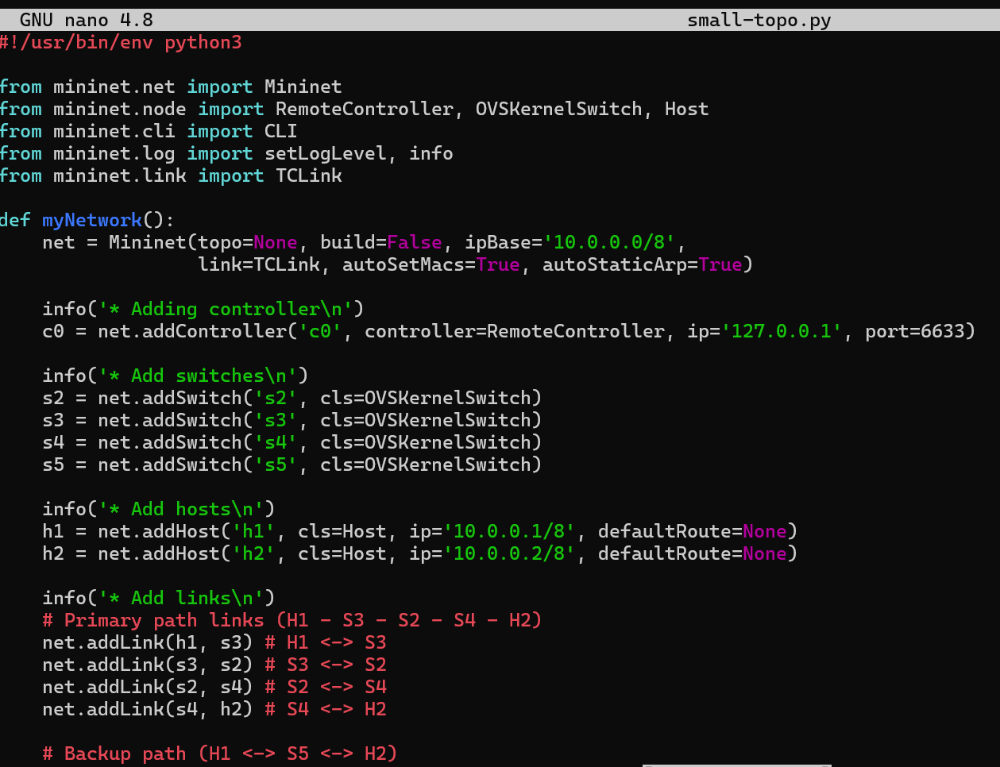 GNU nano 4.8 small-topo.py
#!/usr/bin/env python3
from mininet.net import Mininet
from mininet.node import RemoteController, OVSKernelSwitch, Host
from mininet.cli import CLI
from mininet.log import setLogLevel, info
from mininet.link import TCLink
def myNetwork():
    net = Mininet(topo=None, build=False, ipBase='10.0.0.0/8',
                  link=TCLink, autoSetMacs=True, autoStaticArp=True)
    info('* Adding controller\n')
    c0 = net.addController('c0', controller=RemoteController, ip='127.0.0.1', port=6633)
    info('* Add switches\n')
    s2 = net.addSwitch('s2', cls=OVSKernelSwitch)
    s3 = net.addSwitch('s3', cls=OVSKernelSwitch)
    s4 = net.addSwitch('s4', cls=OVSKernelSwitch)
    s5 = net.addSwitch('s5', cls=OVSKernelSwitch)
    info('* Add hosts\n')
    h1 = net.addHost('h1', cls=Host, ip='10.0.0.1/8', defaultRoute=None)
    h2 = net.addHost('h2', cls=Host, ip='10.0.0.2/8', defaultRoute=None)
    info('* Add links\n')
    # Primary path links (H1 - S3 - S2 - S4 - H2)
    net.addLink(h1, s3) # H1 <-> S3
    net.addLink(s3, s2) # S3 <-> S2
    net.addLink(s2, s4) # S2 <-> S4
    net.addLink(s4, h2) # S4 <-> H2
    # Backup path (H1 <-> S5 <-> H2)